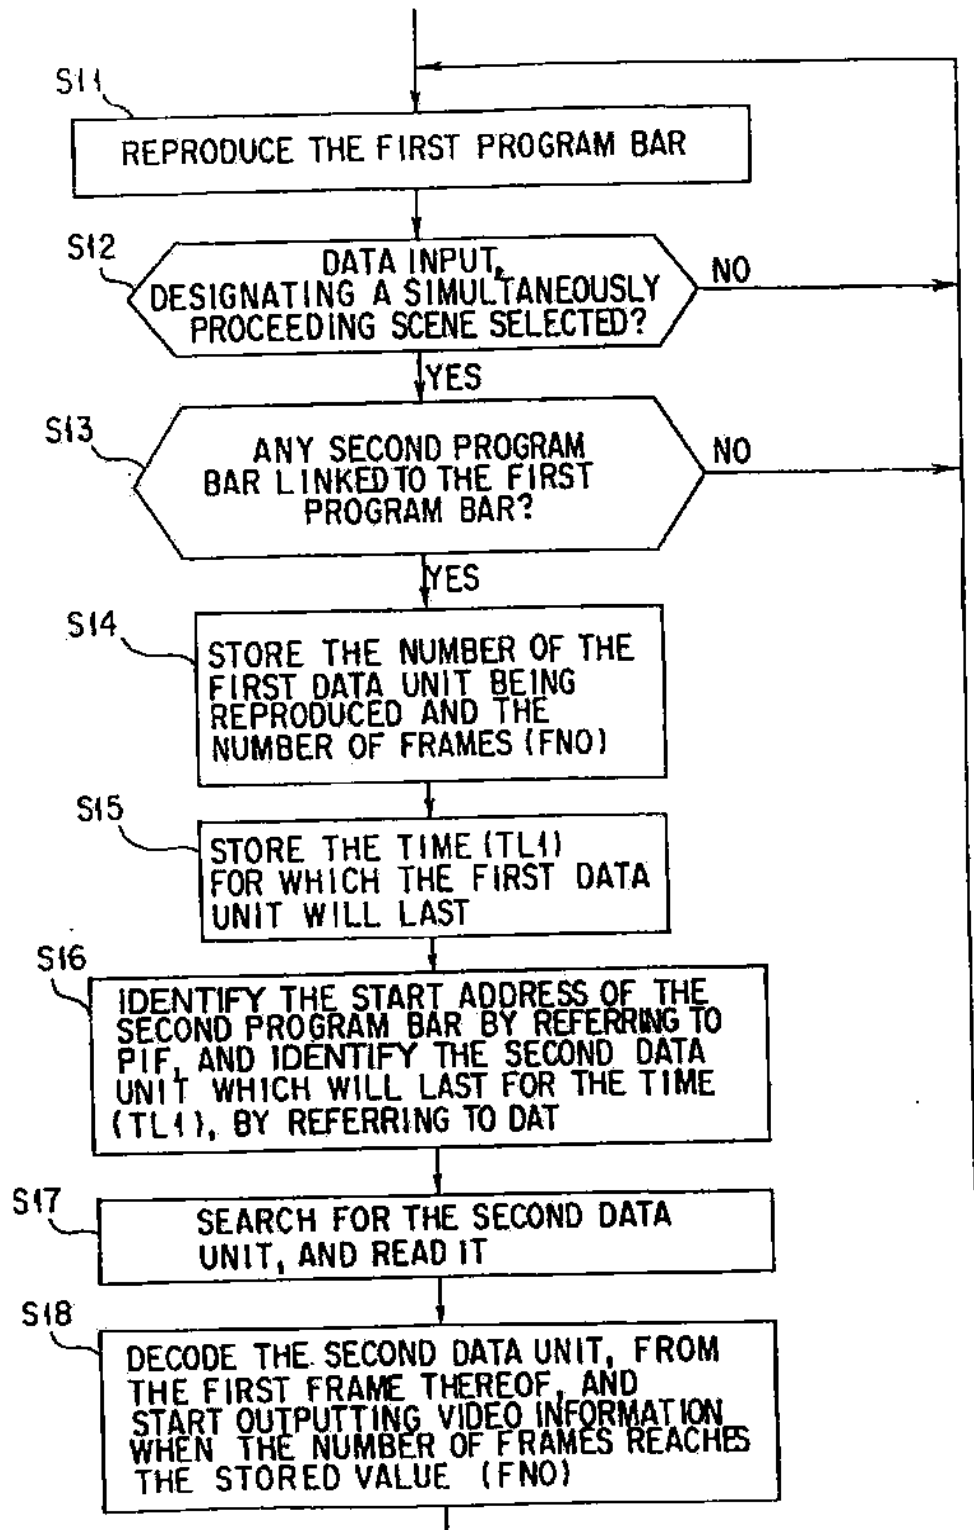 S11
REPRODUCE THE FIRST PROGRAM BAR
S12
DATA INPUT,
DESIGNATING A SIMULTANEOUSLY
PROCEEDING SCENE SELECTED?
NO
YES
S13
ANY SECOND PROGRAM
BAR LINKED TO THE FIRST
PROGRAM BAR?
NO
YES
S14
STORE THE NUMBER OF THE
FIRST DATA UNIT BEING
REPRODUCED AND THE
NUMBER OF FRAMES (FNO)
S15
STORE THE TIME (TL1)
FOR WHICH THE FIRST DATA
UNIT WILL LAST
S16
IDENTIFY THE START ADDRESS OF THE
SECOND PROGRAM BAR BY REFERRING TO
PIF, AND IDENTIFY THE SECOND DATA
UNIT WHICH WILL LAST FOR THE TIME
(TL1), BY REFERRING TO DAT
S17
SEARCH FOR THE SECOND DATA
UNIT, AND READ IT
S18
DECODE THE SECOND DATA UNIT, FROM
THE FIRST FRAME THEREOF, AND
START OUTPUTTING VIDEO INFORMATION
WHEN THE NUMBER OF FRAMES REACHES
THE STORED VALUE (FNO)